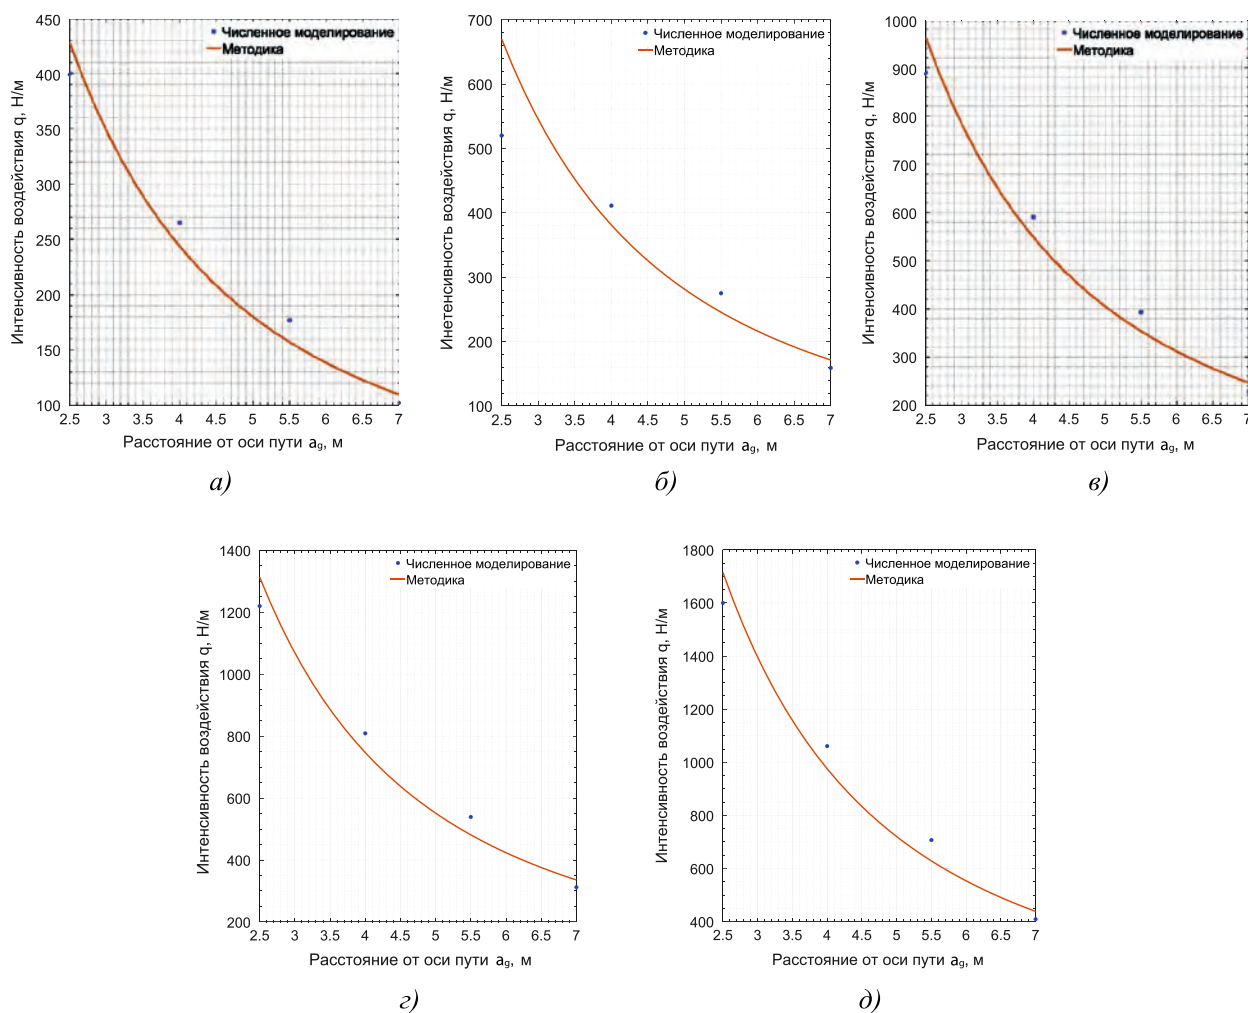 Интенсивность воздействия q, Н/м
450
400
350
300
250
200
150
100
2.5 3 3.5 4 4.5 5 5.5 6 6.5 7
Численное моделирование
Методика
Расстояние от оси пути ag, м
а)
Инетенсивность воздействия q, Н/м
700
600
500
400
300
200
100
2.5 3 3.5 4 4.5 5 5.5 6 6.5 7
Численное моделирование
Методика
Расстояние от оси пути ag, м
б)
Интенсивность воздействия q, Н/м
1000
900
800
700
600
500
400
300
200
2.5 3 3.5 4 4.5 5 5.5 6 6.5 7
Численное моделирование
Методика
Расстояние от оси пути ag, м
в)
Интенсивность воздействия q, Н/м
1400
1200
1000
800
600
400
200
2.5 3 3.5 4 4.5 5 5.5 6 6.5 7
Численное моделирование
Методика
Расстояние от оси пути ag, м
г)
Интенсивность воздействия q, Н/м
1800
1600
1400
1200
1000
800
600
400
2.5 3 3.5 4 4.5 5 5.5 6 6.5 7
Численное моделирование
Методика
Расстояние от оси пути ag, м
д)